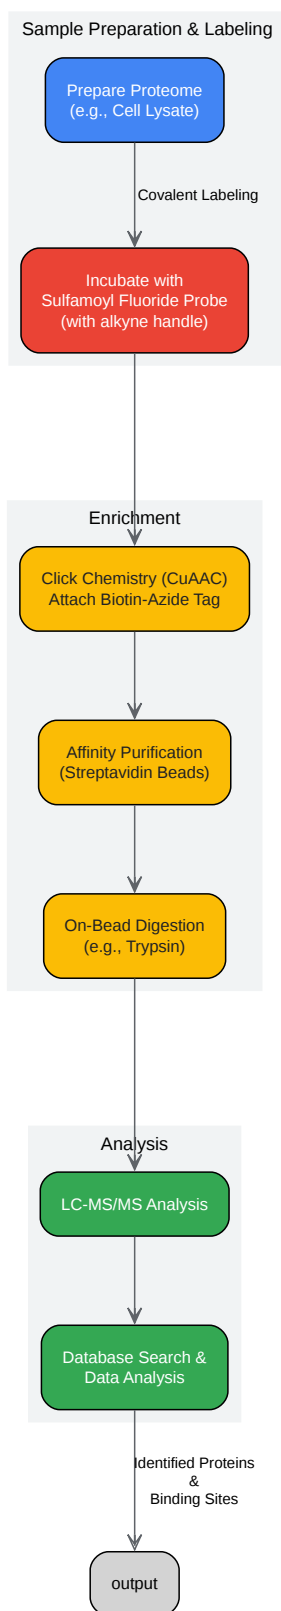 Sample Preparation & Labeling
Prepare Proteome
(e.g., Cell Lysate)
Covalent Labeling
Incubate with
Sulfamoyl Fluoride Probe
(with alkyne handle)
Enrichment
Click Chemistry (CuAAC)
Attach Biotin-Azide Tag
Affinity Purification
(Streptavidin Beads)
On-Bead Digestion
(e.g., Trypsin)
Analysis
LC-MS/MS Analysis
Database Search &
Data Analysis
Identified Proteins
&
Binding Sites
output